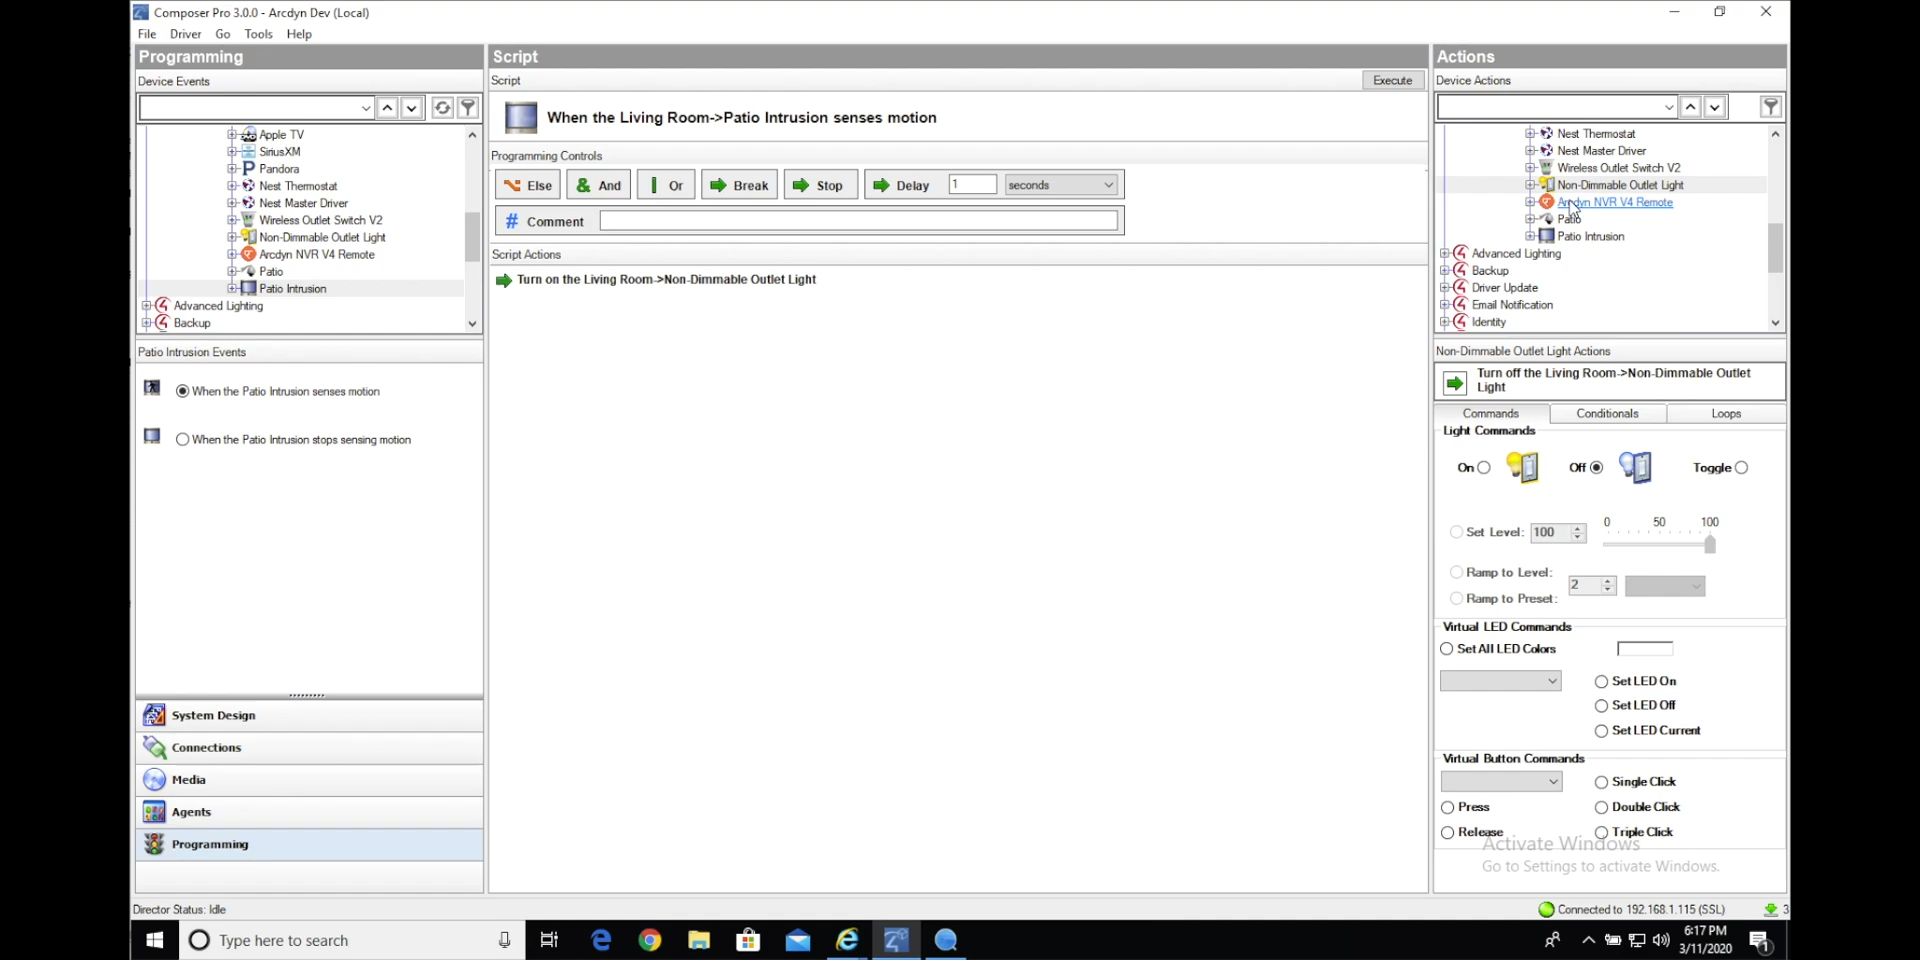 Composer Pro 3.0.0 - Arcdyn Dev (Local)
File Driver Go Tools Help
Programming
Device Events
Apple TV
SiriusXM
Pandora
Nest Thermostat
Nest Master Driver
Wireless Outlet Switch V2
Non-Dimmable Outlet Light
Arcdyn NVR V4 Remote
Patio
Patio Intrusion
Advanced Lighting
Backup
Patio Intrusion Events
When the Patio Intrusion senses motion
When the Patio Intrusion stops sensing motion
System Design
Connections
Media
Agents
Programming
Script
Script
Execute
When the Living Room->Patio Intrusion senses motion
Programming Controls
Else
And
Or
Break
Stop
Delay
1
seconds
Comment
Script Actions
Turn on the Living Room->Non-Dimmable Outlet Light
Actions
Device Actions
Nest Thermostat
Nest Master Driver
Wireless Outlet Switch V2
Non-Dimmable Outlet Light
Arcdyn NVR V4 Remote
Patio
Patio Intrusion
Advanced Lighting
Backup
Driver Update
Email Notification
Identity
Non-Dimmable Outlet Light Actions
Turn off the Living Room->Non-Dimmable Outlet
Light
Commands
Conditionals
Loops
Light Commands
On
Off
Toggle
Set Level: 100
0 50 100
Ramp to Level:
2
Ramp to Preset:
Virtual LED Commands
Set All LED Colors
Set LED On
Set LED Off
Set LED Current
Virtual Button Commands
Single Click
Press
Double Click
Release
Triple Click
Activate Windows
Go to Settings to activate Windows.
Director Status: Idle
Connected to 192.168.1.115 (SSL)
3
Type here to search
6:17 PM
3/11/2020
1